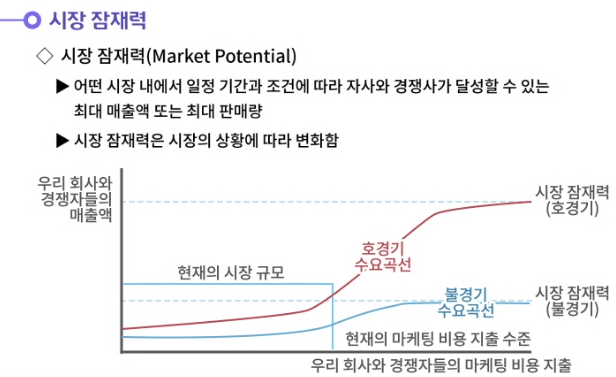 시장 잠재력
◇ 시장 잠재력(Market Potential)
▶ 어떤 시장 내에서 일정 기간과 조건에 따라 자사와 경쟁사가 달성할 수 있는
최대 매출액 또는 최대 판매량
▶ 시장 잠재력은 시장의 상황에 따라 변화함
우리 회사와
경쟁자들의
매출액
시장 잠재력
(호경기)
호경기
수요곡선
현재의 시장 규모
불경기
수요곡선
시장 잠재력
(불경기)
현재의 마케팅 비용 지출 수준
우리 회사와 경쟁자들의 마케팅 비용 지출